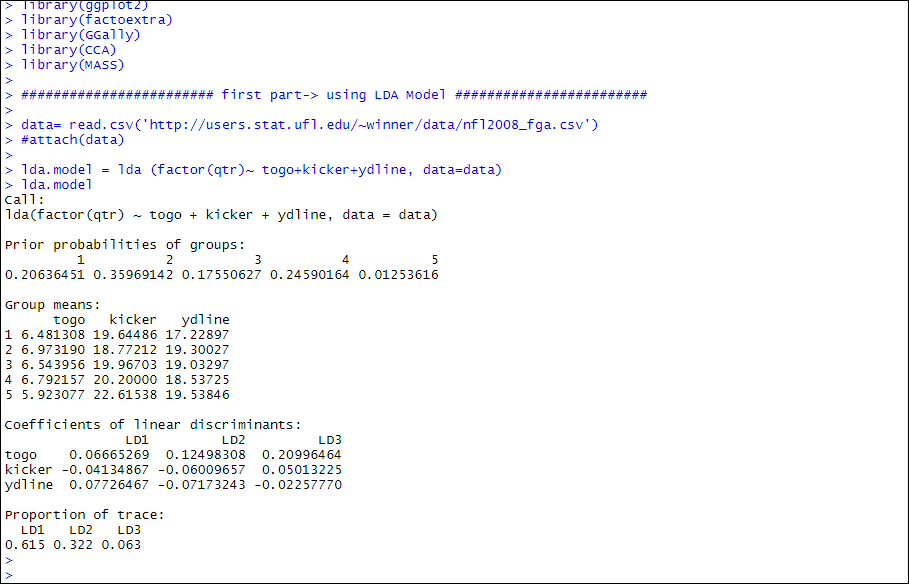 > library(ggplot2)
> library(factoextra)
> library(GGally)
> library(CCA)
> library(MASS)
>
> ######################## first part-> using LDA Model ########################
>
> data= read.csv('http://users.stat.ufl.edu/~winner/data/nfl2008_fga.csv')
> #attach(data)
>
> lda.model = lda (factor(qtr)~ togo+kicker+ydline, data=data)
> lda.model
Call:
lda(factor(qtr) ~ togo + kicker + ydline, data = data)

Prior probabilities of groups:
         1          2          3          4          5
0.20636451 0.35969142 0.17550627 0.24590164 0.01253616

Group means:
      togo   kicker   ydline
1 6.481308 19.64486 17.22897
2 6.973190 18.77212 19.30027
3 6.543956 19.96703 19.03297
4 6.792157 20.20000 18.53725
5 5.923077 22.61538 19.53846

Coefficients of linear discriminants:
               LD1         LD2         LD3
togo    0.06665269  0.12498308  0.20996464
kicker -0.04134867 -0.06009657  0.05013225
ydline  0.07726467 -0.07173243 -0.02257770

Proportion of trace:
  LD1   LD2   LD3
0.615 0.322 0.063
>
>